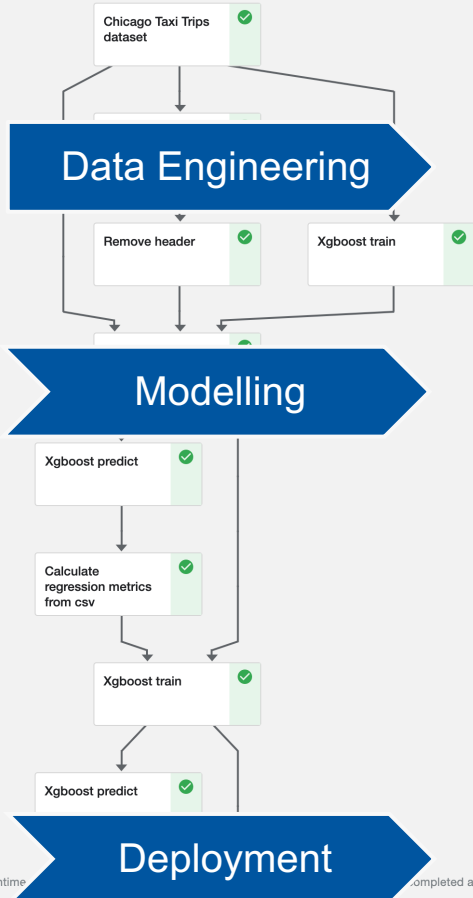 Chicago Taxi Trips
dataset
Data Engineering
Remove header
Xgboost train
Modelling
Xgboost predict
Calculate
regression metrics
from csv
Xgboost train
Xgboost predict
Deployment